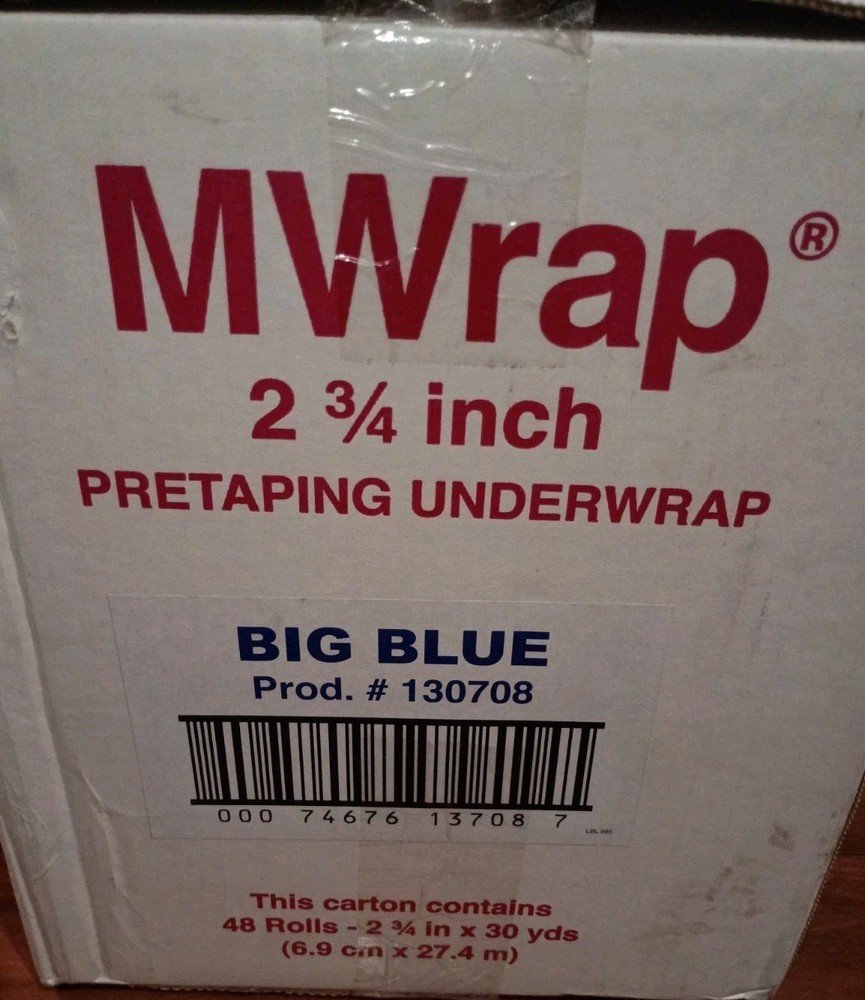 MWrap®
2 ¾ inch
PRETAPING UNDERWRAP
BIG BLUE
Prod. # 130708
000 74676 13708 7
This carton contains
48 Rolls - 2 ¾ in x 30 yds
(6.9 cm x 27.4 m)